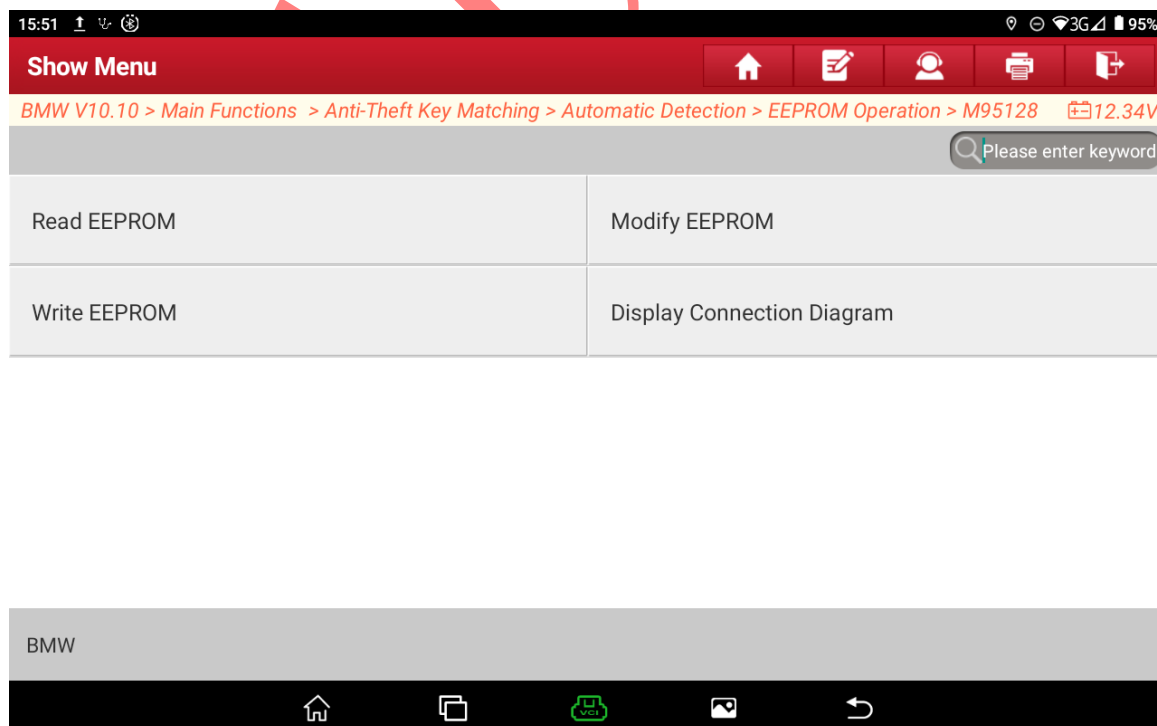 15:51 3G 95%
Show Menu
BMW V10.10 > Main Functions > Anti-Theft Key Matching > Automatic Detection > EEPROM Operation > M95128 12.34V
Please enter keyword
Read EEPROM
Modify EEPROM
Write EEPROM
Display Connection Diagram
BMW
VCI